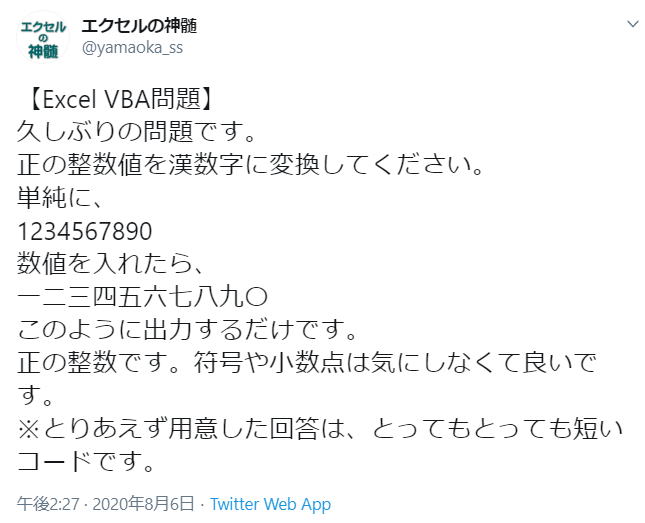 エクセルの神髄
エクセルの神髄
@yamaoka_ss
【Excel VBA問題】
久しぶりの問題です。
正の整数値を漢数字に変換してください。
単純に、
1234567890
数値を入れたら、
一二三四五六七八九〇
このように出力するだけです。
正の整数です。符号や小数点は気にしなくて良いで
す。
※とりあえず用意した回答は、とってもとっても短い
コードです。
午後2:27 · 2020年8月6日 · Twitter Web App